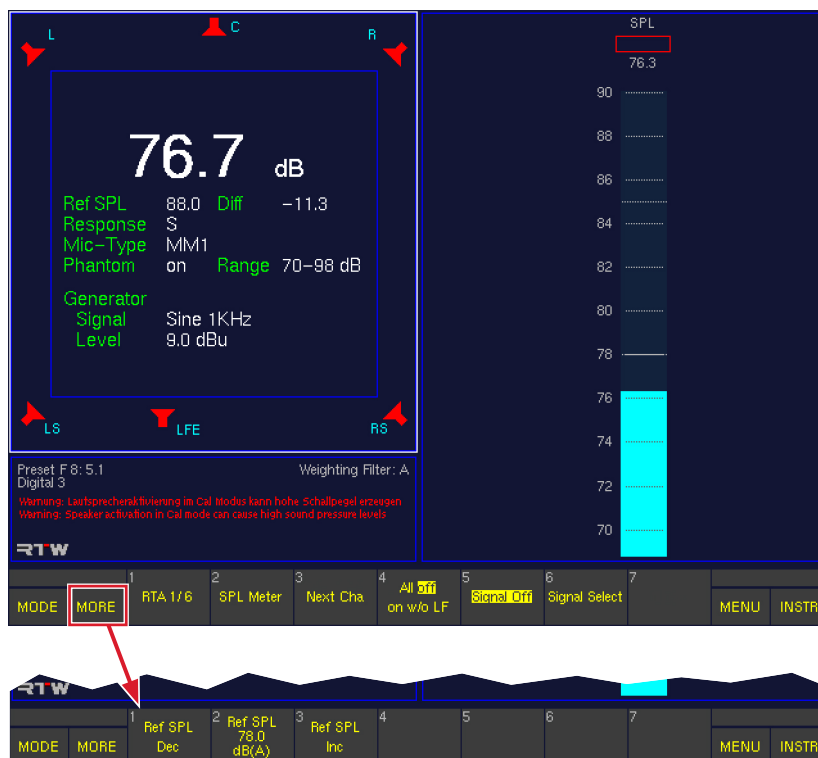 L
C
R
76.7 dB
Ref SPL 88.0 Diff −11.3
Response S
Mic−Type MM1
Phantom on Range 70−98 dB
Generator
Signal Sine 1KHz
Level 9.0 dBu
LS
LFE
RS
Preset F 8: 5.1 Weighting Filter: A
Digital 3
Warnung: Lautsprecheraktivierung im Cal Modus kann hohe Schallpegel erzeugen
Warning: Speaker activation in Cal mode can cause high sound pressure levels
RTW
SPL
76.3
90
88
86
84
82
80
78
76
74
72
70
MODE
MORE
1 RTA 1/6
2 SPL Meter
3 Next Cha
4 All off
on w/o LF
5 Signal Off
6 Signal Select
7
MENU
INSTR
RTW
MODE
MORE
1 Ref SPL
Dec
2 Ref SPL
78.0
dB(A)
3 Ref SPL
Inc
4
5
6
7
MENU
INSTR